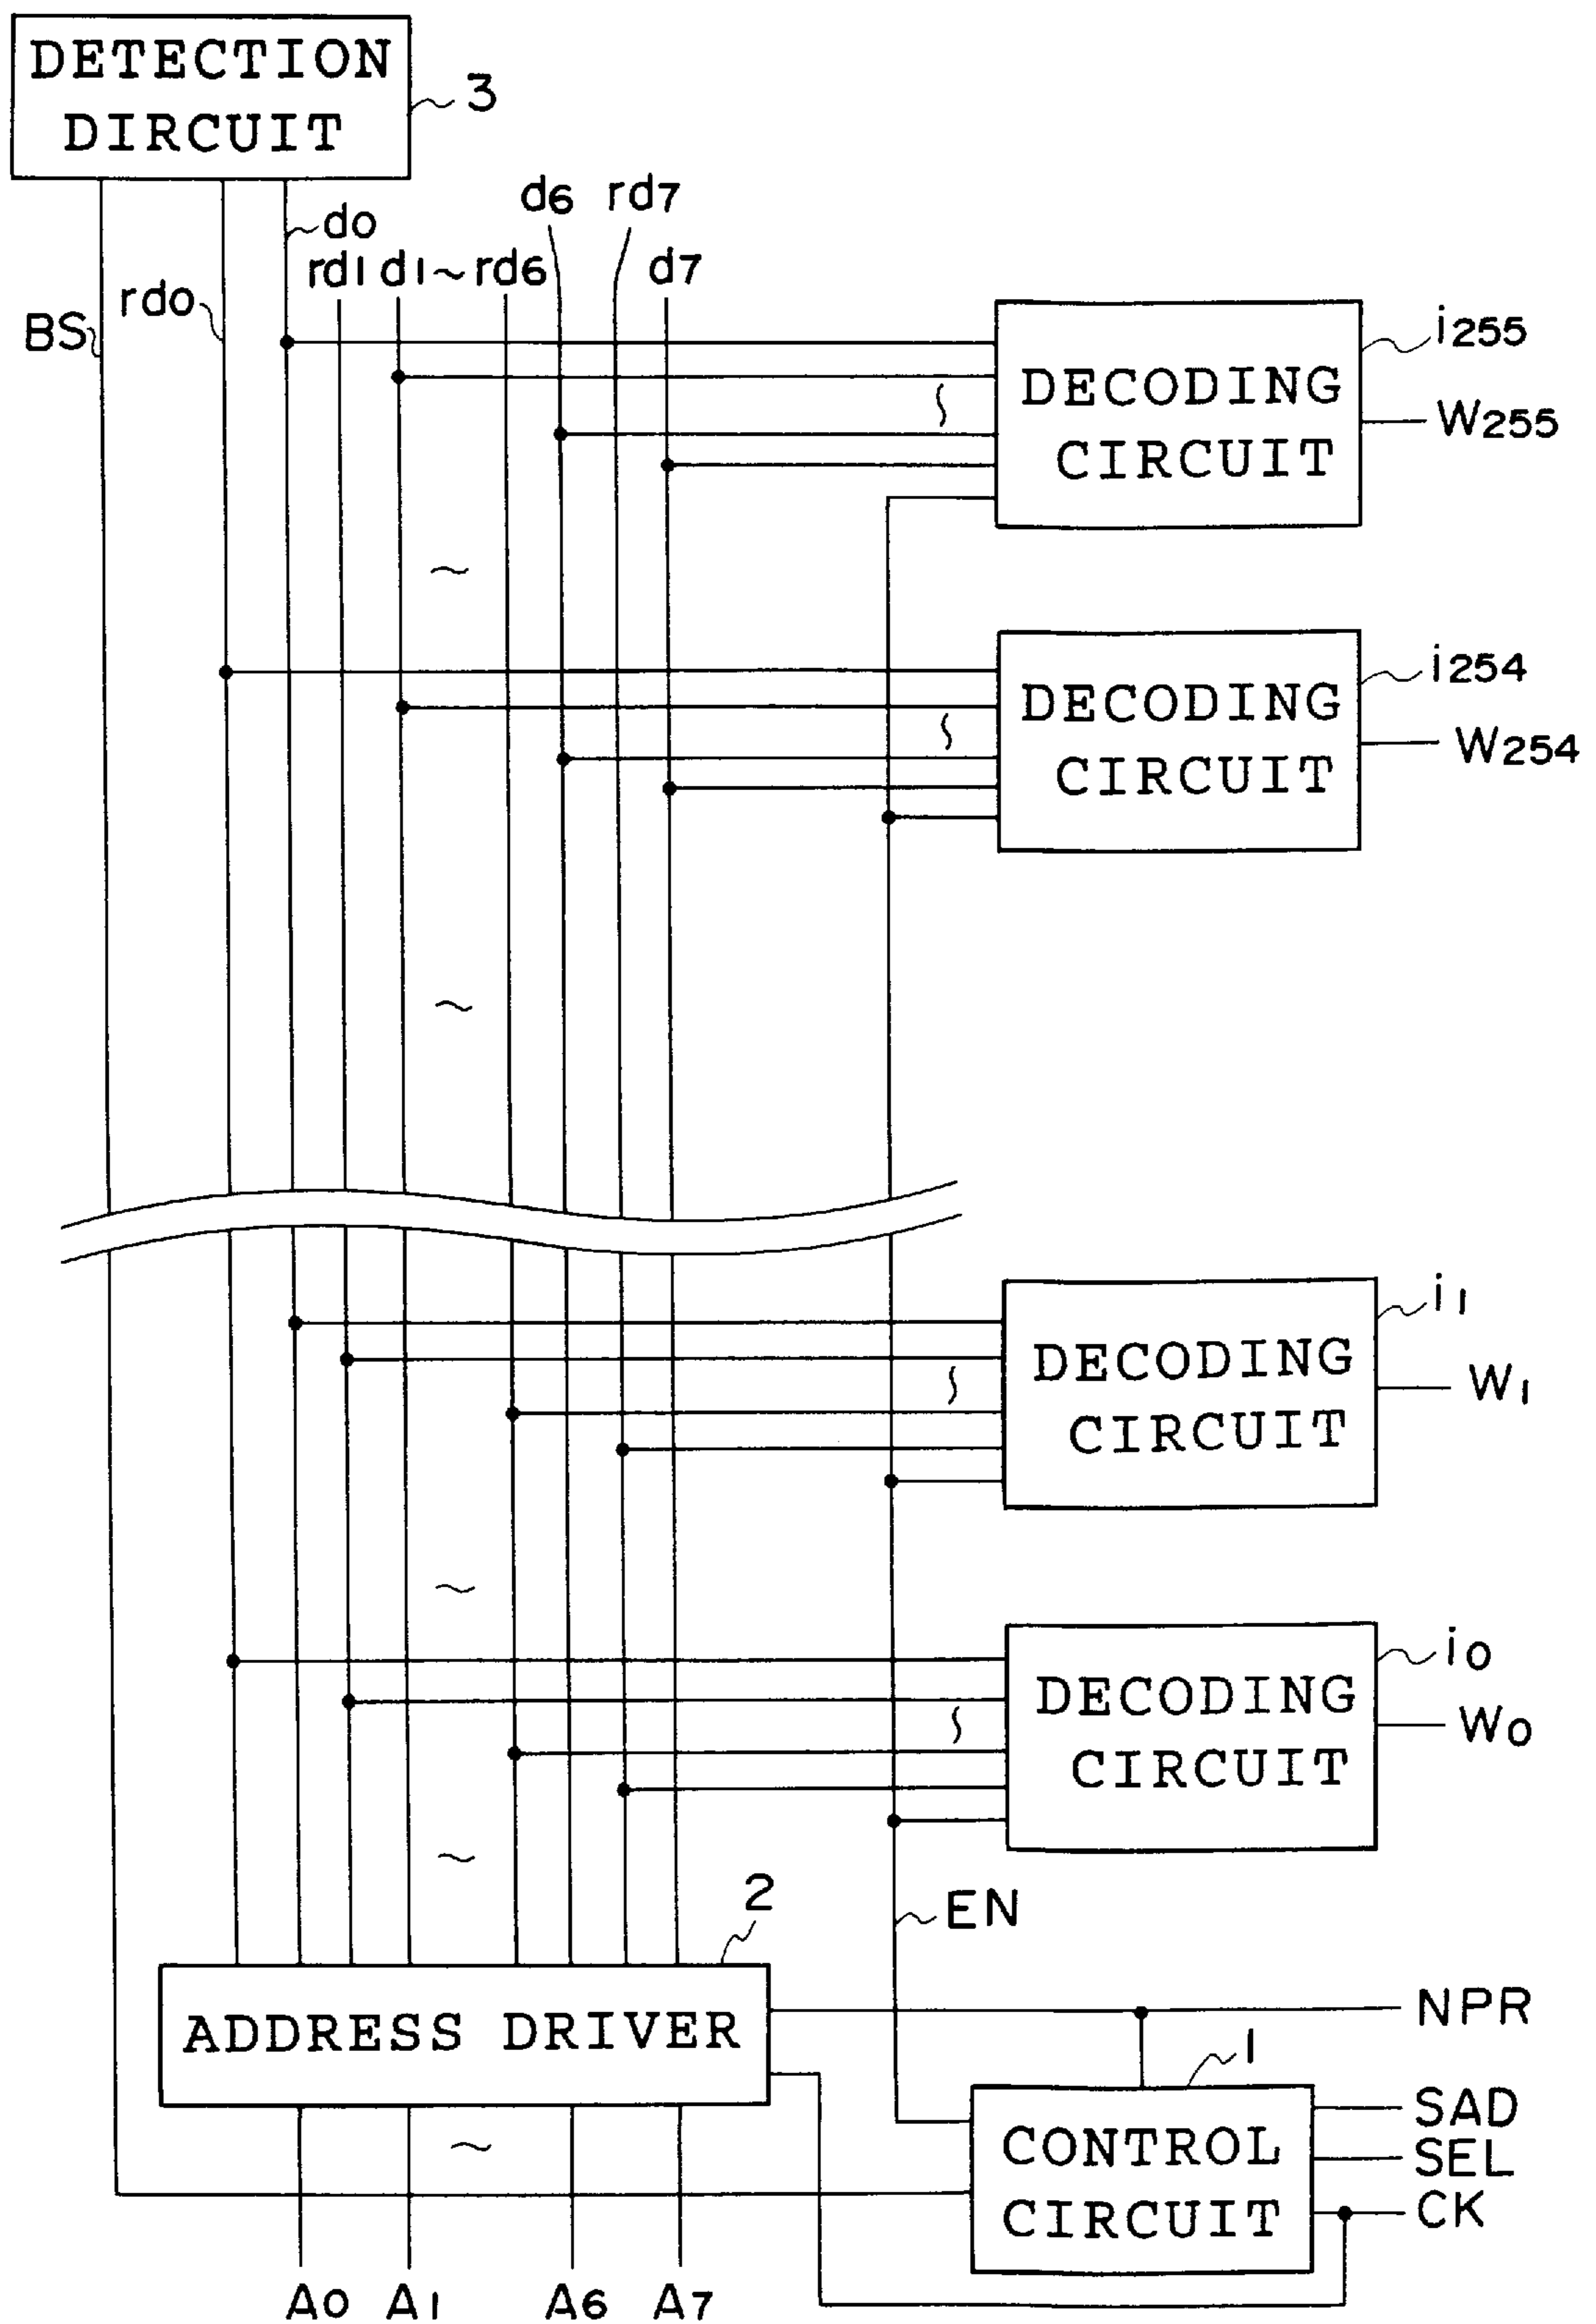 DETECTION
DIRCUIT
3
d6 rd7
d0
rd1 d1~rd6 d7
rd0
BS
i255
DECODING
CIRCUIT
W255
i254
DECODING
CIRCUIT
W254
i1
DECODING
CIRCUIT
W1
i0
DECODING
CIRCUIT
W0
2
EN
ADDRESS DRIVER
NPR
1
SAD
CONTROL
CIRCUIT
SEL
CK
A0 A1 A6 A7